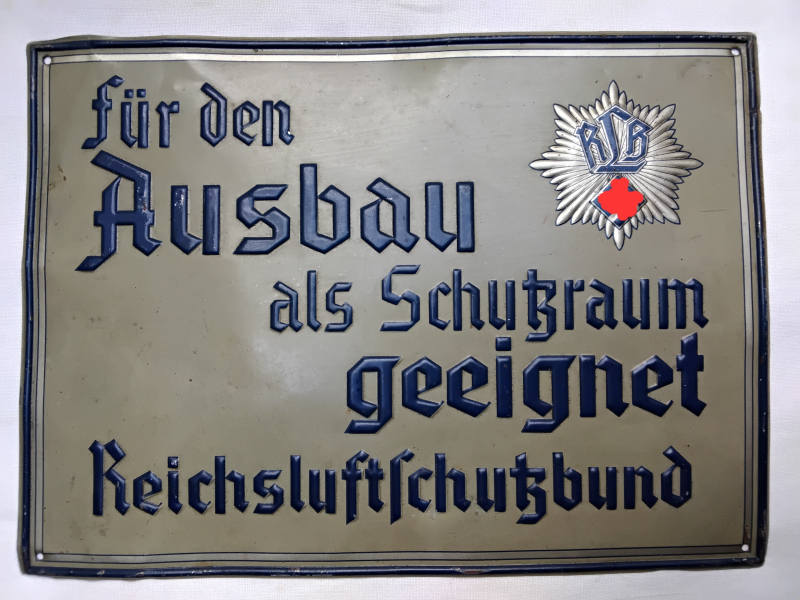 für den
RLB
Ausbau
als Schutzraum
geeignet
Reichsluftschutzbund